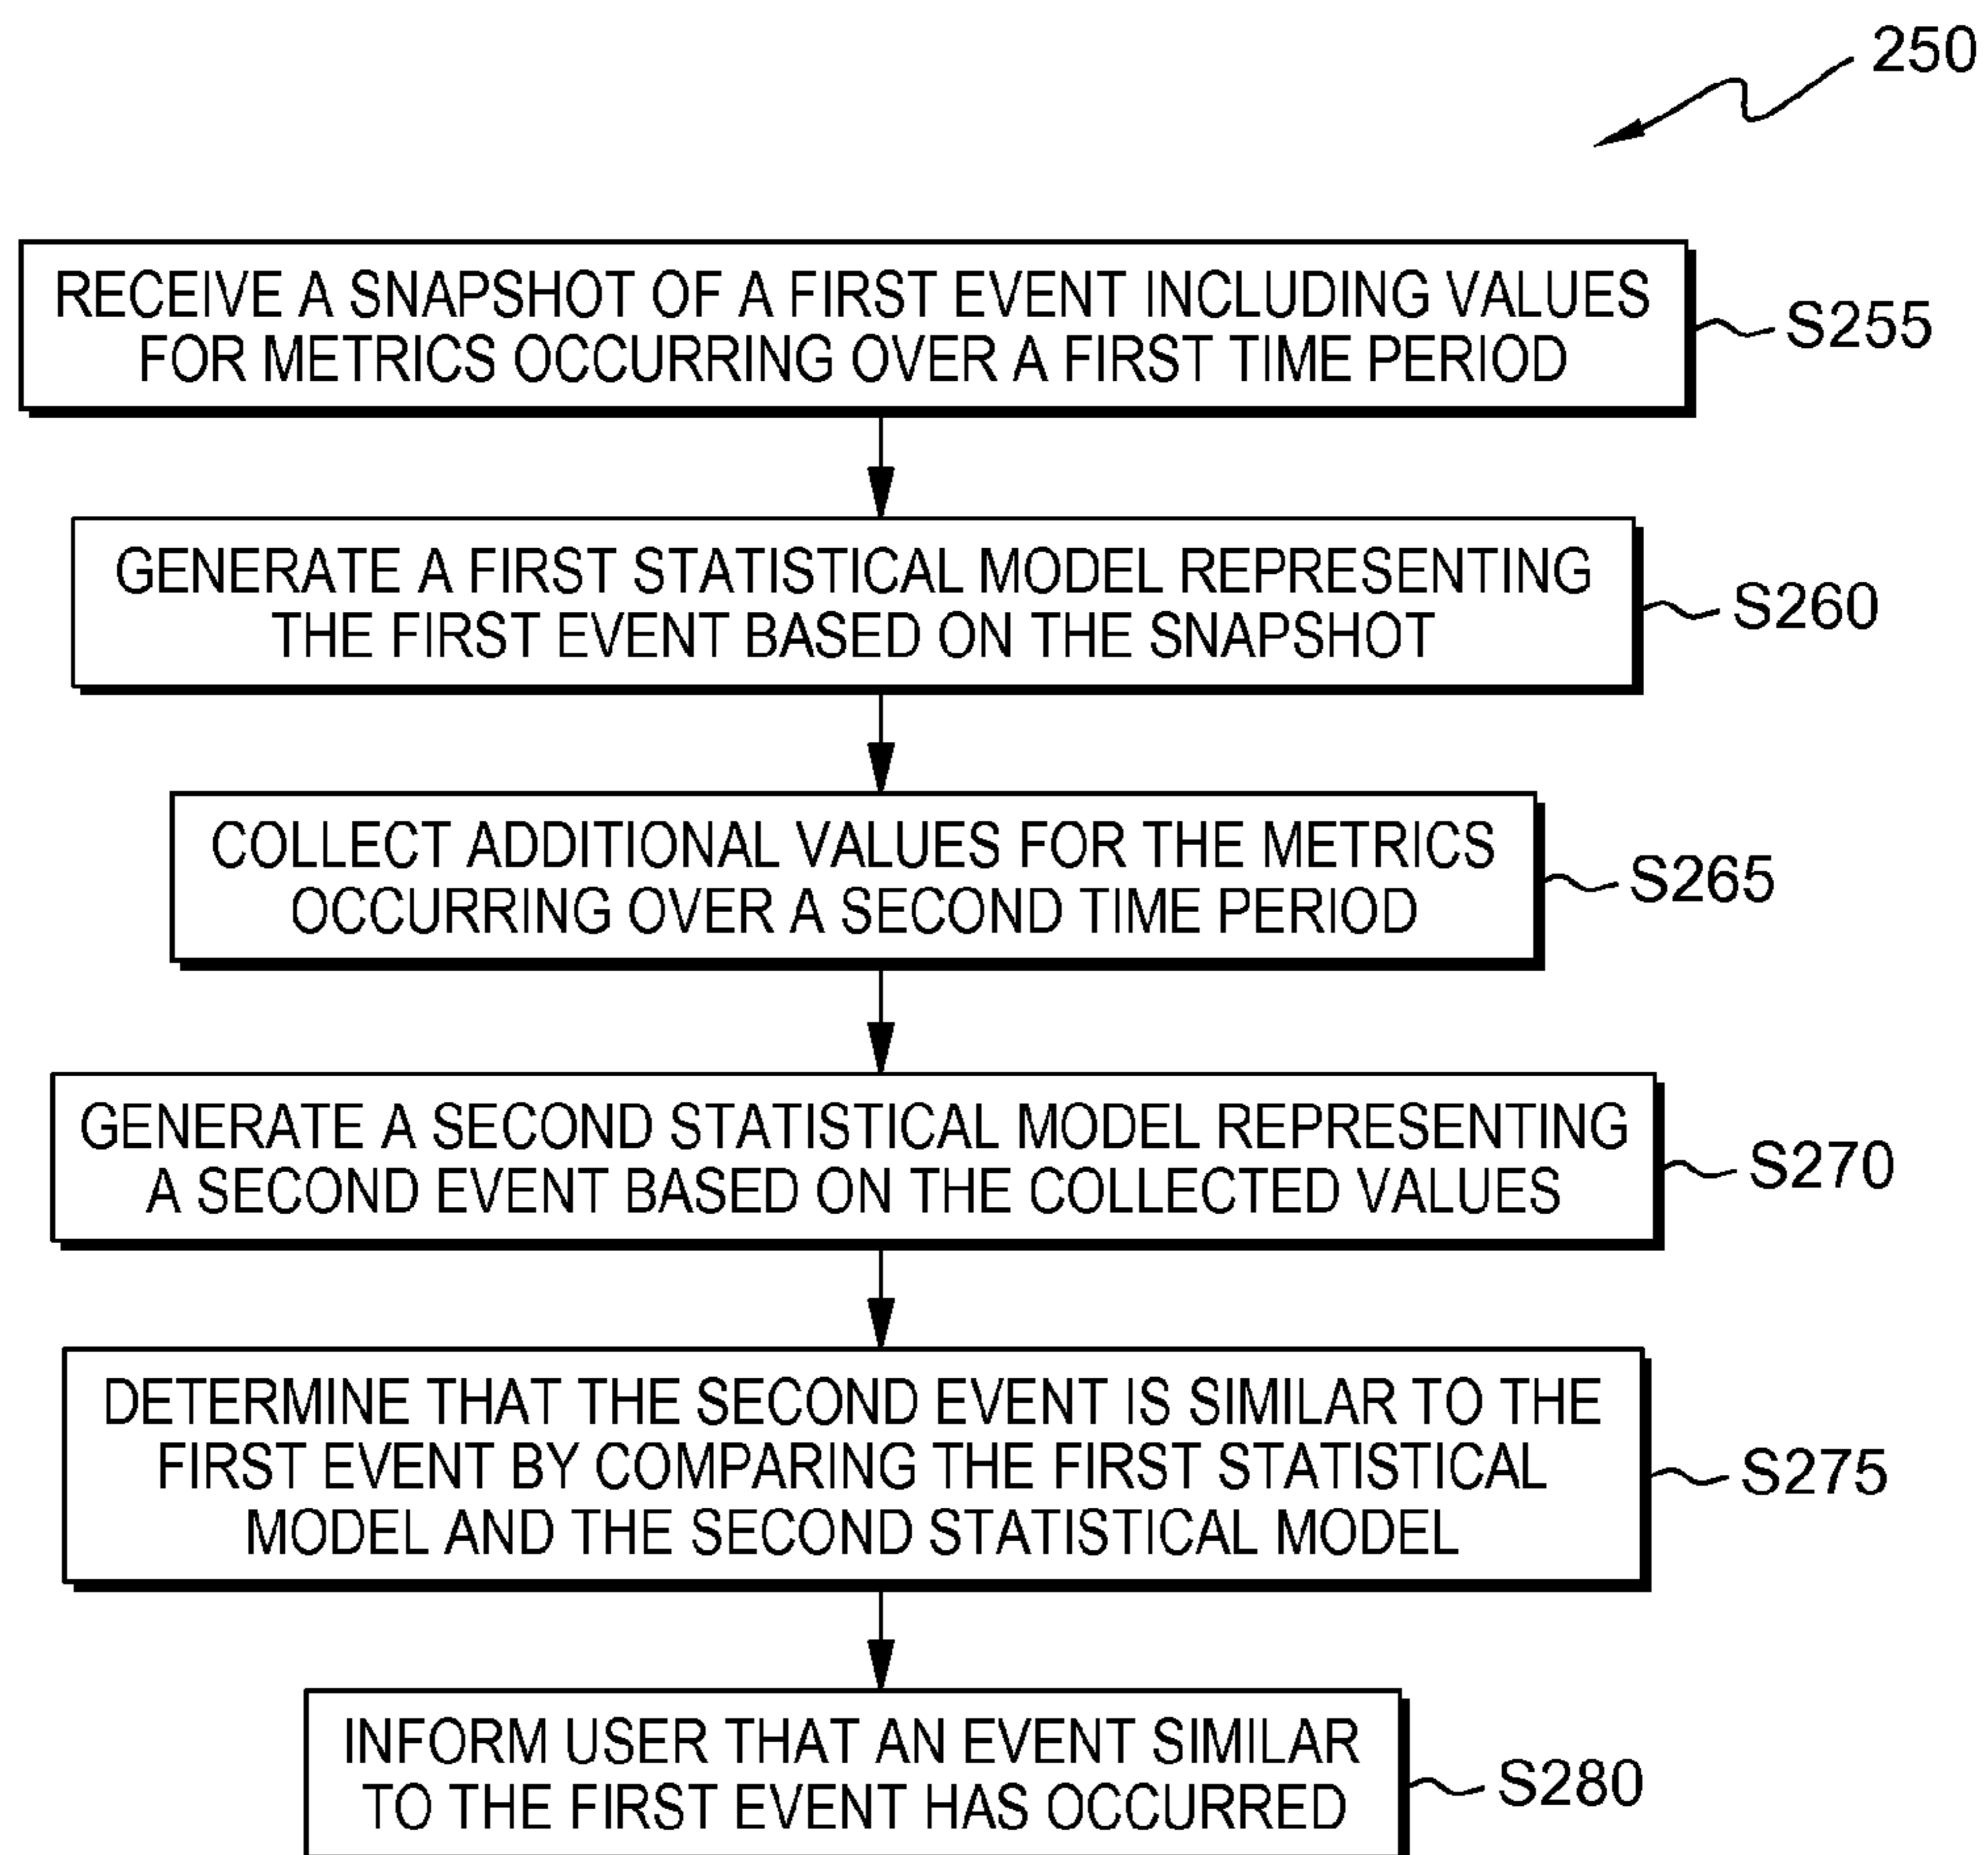 250
RECEIVE A SNAPSHOT OF A FIRST EVENT INCLUDING VALUES
FOR METRICS OCCURRING OVER A FIRST TIME PERIOD
S255
GENERATE A FIRST STATISTICAL MODEL REPRESENTING
THE FIRST EVENT BASED ON THE SNAPSHOT
S260
COLLECT ADDITIONAL VALUES FOR THE METRICS
OCCURRING OVER A SECOND TIME PERIOD
S265
GENERATE A SECOND STATISTICAL MODEL REPRESENTING
A SECOND EVENT BASED ON THE COLLECTED VALUES
S270
DETERMINE THAT THE SECOND EVENT IS SIMILAR TO THE
FIRST EVENT BY COMPARING THE FIRST STATISTICAL
MODEL AND THE SECOND STATISTICAL MODEL
S275
INFORM USER THAT AN EVENT SIMILAR
TO THE FIRST EVENT HAS OCCURRED
S280